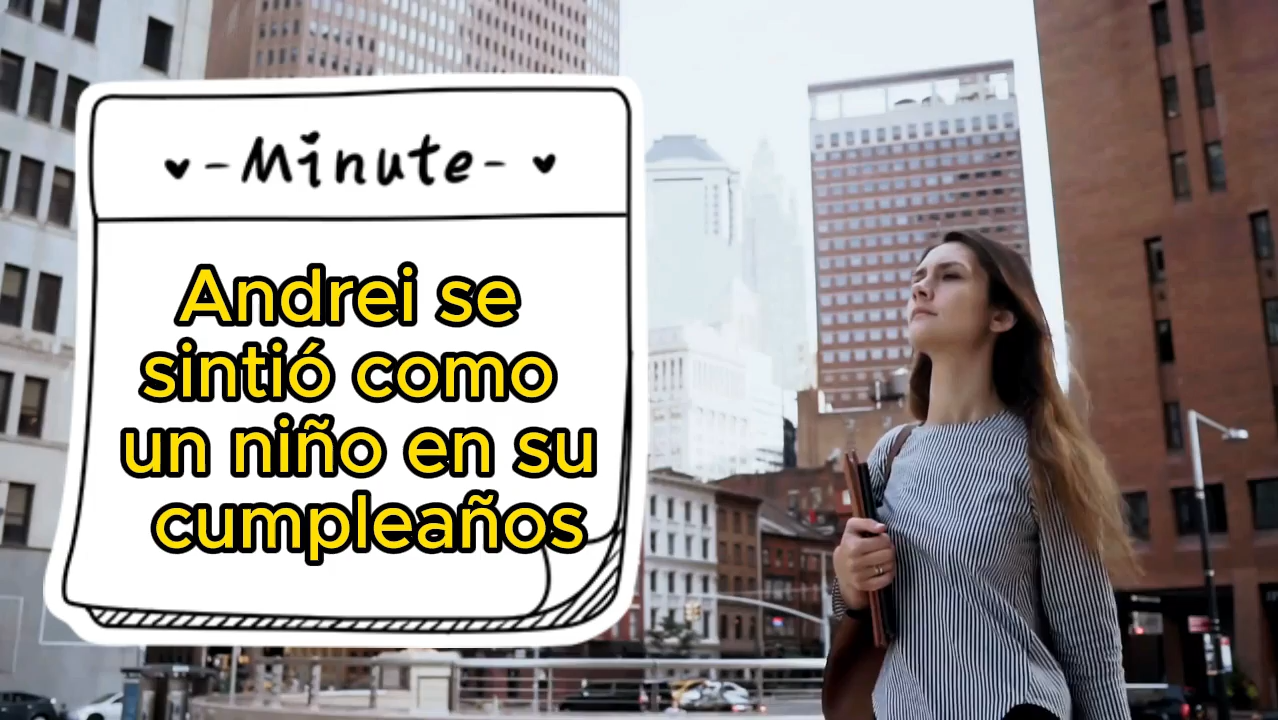 -Minute-
Andrei se
sintió como
un niño en su
cumpleaños